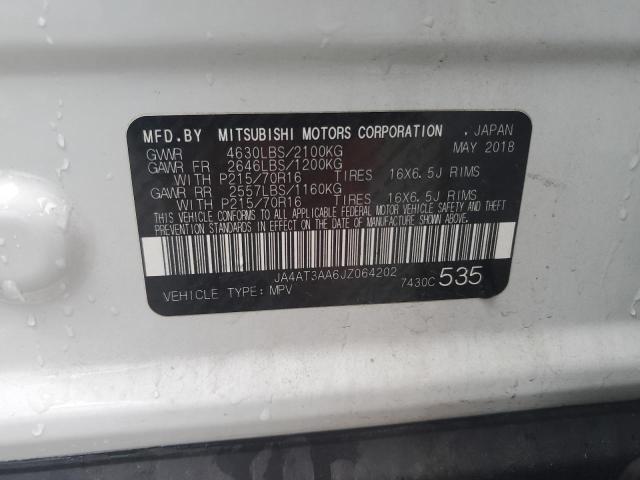 MFD.BY MITSUBISHI MOTORS CORPORATION , JAPAN
GVWR 4630LBS/2100KG MAY 2018
GAWR FR 2646LBS/1200KG
WITH P215/70R16 TIRES 16X6.5J RIMS
GAWR RR 2557LBS/1160KG
WITH P215/70R16 TIRES 16X6.5J RIMS
THIS VEHICLE CONFORMS TO ALL APPLICABLE FEDERAL MOTOR VEHICLE SAFETY AND THEFT
PREVENTION STANDARDS IN EFFECT ON THE DATE OF MANUFACTURE SHOWN ABOVE.
JA4AT3AA6JZ064202
VEHICLE TYPE: MPV 7430C 535